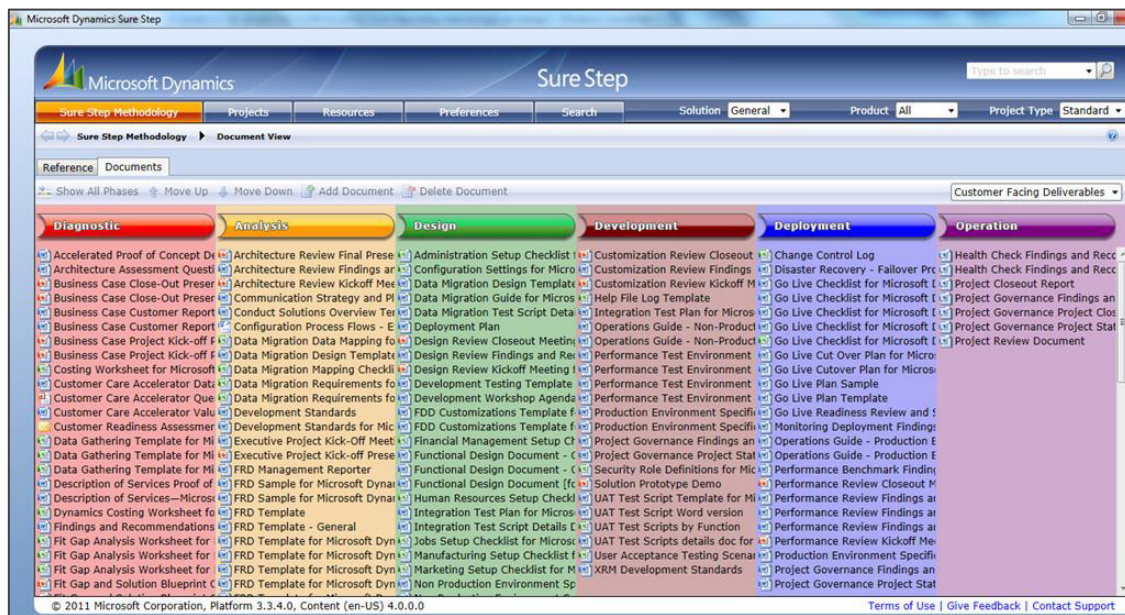 Microsoft Dynamics Sure Step
Microsoft Dynamics
Sure Step
Type to search
Sure Step Methodology
Projects
Resources
Preferences
Search
Solution General
Product All
Project Type Standard
Sure Step Methodology
Document View
Reference
Documents
Show All Phases
Move Up
Move Down
Add Document
Delete Document
Customer Facing Deliverables
Diagnostic
Accelerated Proof of Concept De
Architecture Assessment Questi
Business Case Close-Out Preser
Business Case Close-Out Preser
Business Case Customer Report
Business Case Customer Report
Business Case Project Kick-off P
Business Case Project Kick-off P
Costing Worksheet for Microsoft
Customer Care Accelerator Data
Customer Care Accelerator Que
Customer Care Accelerator Valu
Customer Readiness Assessmer
Data Gathering Template for Mi
Data Gathering Template for Mi
Data Gathering Template for Mi
Description of Services Proof of
Description of Services—Micros
Dynamics Costing Worksheet fo
Findings and Recommendations
Fit Gap Analysis Worksheet for
Fit Gap Analysis Worksheet for
Fit Gap Analysis Worksheet for
Fit Gap and Solution Blueprint
Analysis
Architecture Review Final Prese
Architecture Review Findings ar
Architecture Review Kickoff Mee
Communication Strategy and Pl
Conduct Solutions Overview Ter
Configuration Process Flows - E
Data Migration Data Mapping fo
Data Migration Design Template
Data Migration Mapping Checkli
Data Migration Requirements fo
Data Migration Requirements fo
Development Standards
Development Standards for Mic
Executive Project Kick-Off Meet
Executive Project Kick-off Prese
FRD Management Reporter
FRD Sample for Microsoft Dynar
FRD Sample for Microsoft Dynar
FRD Template
FRD Template - General
FRD Template for Microsoft Dyn
FRD Template for Microsoft Dyn
FRD Template for Microsoft Dyn
FRD Template for Microsoft Dyn
Design
Administration Setup Checklist
Configuration Settings for Micro
Data Migration Design Template
Data Migration Guide for Micros
Data Migration Test Script Detai
Deployment Plan
Design Review Closeout Meeting
Design Review Findings and Rec
Design Review Kickoff Meeting
Development Testing Template
Development Workshop Agenda
FDD Customizations Template f
FDD Customizations Template f
Financial Management Setup Ch
Functional Design Document -
Functional Design Document -
Functional Design Document [fo
Human Resources Setup Checkl
Integration Test Plan for Micros
Integration Test Script Details
Jobs Setup Checklist for Micros
Manufacturing Setup Checklist f
Marketing Setup Checklist for M
Non Production Environment Sp
Development
Customization Review Closeout
Customization Review Findings
Customization Review Kickoff M
Help File Log Template
Integration Test Plan for Micros
Operations Guide - Non-Product
Operations Guide - Non-Product
Performance Test Environment
Performance Test Environment
Performance Test Environment
Performance Test Environment
Production Environment Specifi
Production Environment Specifi
Project Governance Findings an
Project Governance Project Stat
Security Role Definitions for Mic
Solution Prototype Demo
UAT Test Script Template for Mi
UAT Test Script Word version
UAT Test Scripts by Function
UAT Test Scripts details doc for
User Acceptance Testing Scenar
XRM Development Standards
Deployment
Change Control Log
Disaster Recovery - Failover Pro
Go Live Checklist for Microsoft
Go Live Checklist for Microsoft
Go Live Checklist for Microsoft
Go Live Checklist for Microsoft
Go Live Checklist for Microsoft
Go Live Cut Over Plan for Micro
Go Live Cutover Plan for Micros
Go Live Plan Sample
Go Live Plan Template
Go Live Readiness Review and S
Monitoring Deployment Findings
Operations Guide - Production E
Operations Guide - Production E
Performance Benchmark Finding
Performance Review Closeout M
Performance Review Findings ar
Performance Review Findings ar
Performance Review Findings ar
Performance Review Kickoff Mee
Production Environment Specifi
Project Governance Findings an
Project Governance Project Stat
Operation
Health Check Findings and Reco
Health Check Findings and Reco
Project Closeout Report
Project Governance Findings an
Project Governance Project Clos
Project Governance Project Stat
Project Review Document
© 2011 Microsoft Corporation, Platform 3.3.4.0, Content (en-US) 4.0.0.0
Terms of Use | Give Feedback | Contact Support